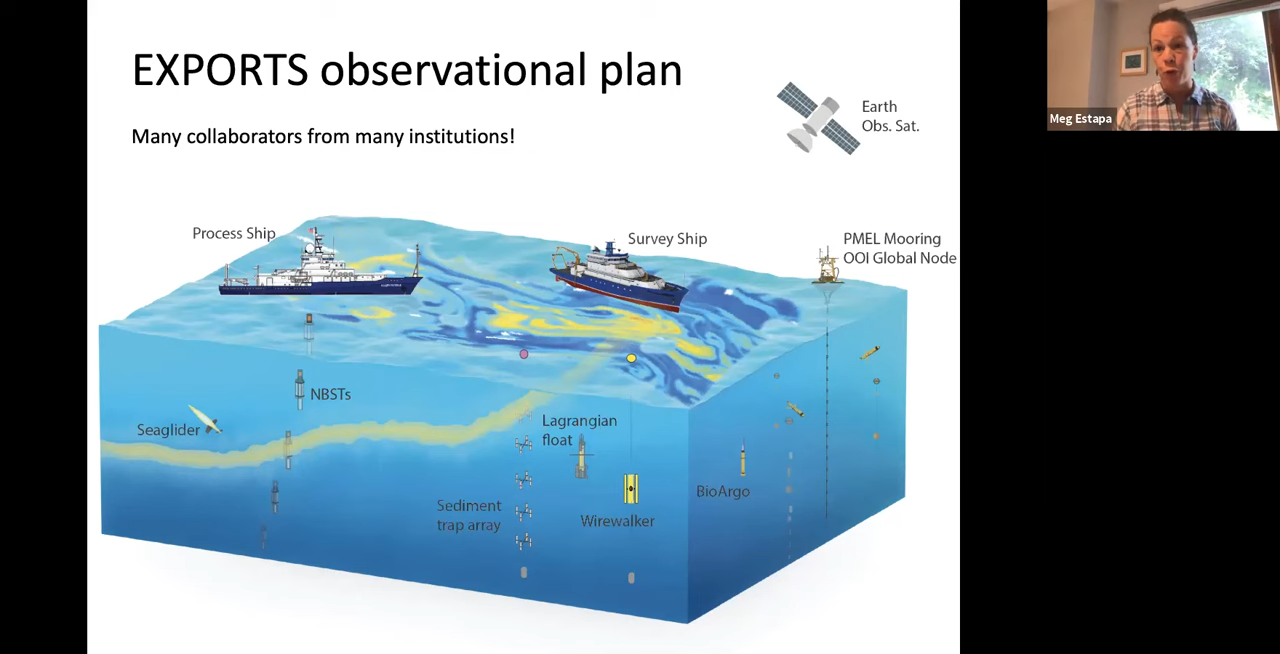 EXPORTS observational plan
Many collaborators from many institutions!
Earth
Obs. Sat.
Meg Estapa
Process Ship
Survey Ship
PMEL Mooring
OOI Global Node
NBSTs
Seaglider
Lagrangian
float
Sediment
trap array
Wirewalker
BioArgo